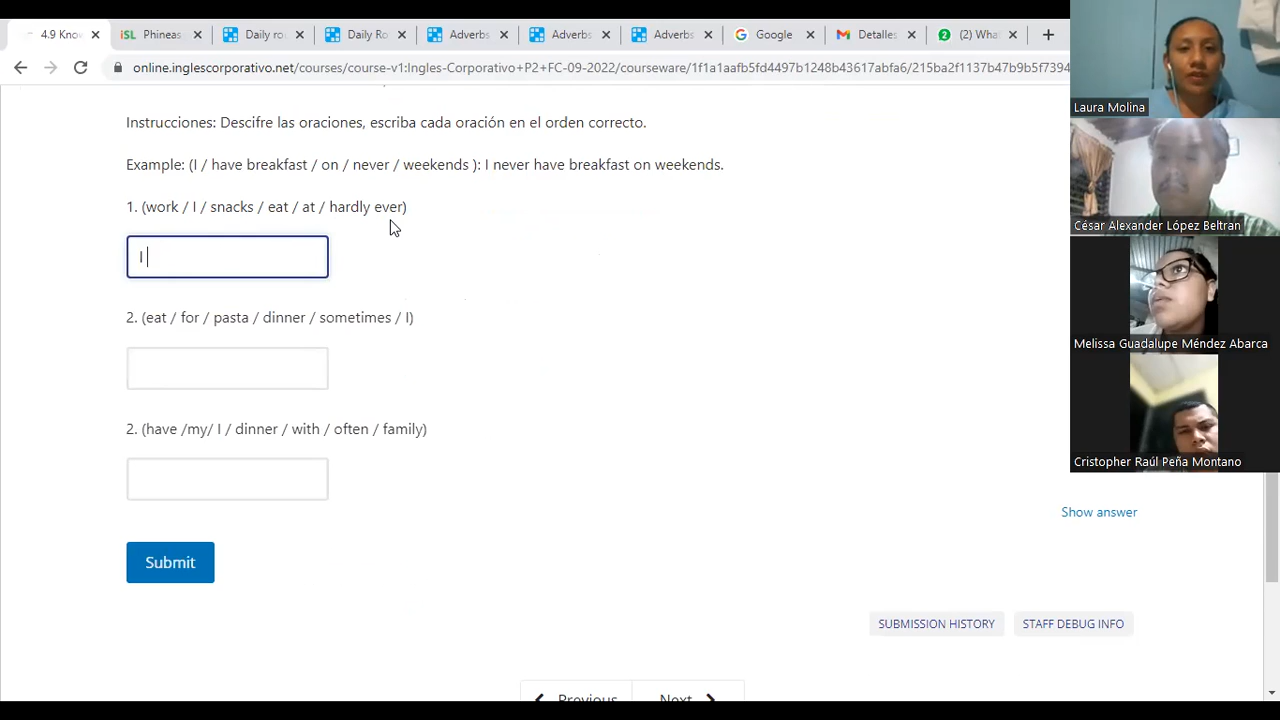 4.9 Know
iSL Phineas
Daily ro
Daily Ro
Adverbs
Adverbs
Adverbs
Google
Gmail Detalles
2 (2) What
online.inglescorporativo.net/courses/course-v1:Ingles-Corporativo+P2+FC-09-2022/courseware/1f1a1aafb5fd4497b1248b43617abfa6/215ba2f1137b47b9b5f7394
Instrucciones: Descifre las oraciones, escriba cada oración en el orden correcto.
Example: (I / have breakfast / on / never / weekends ): I never have breakfast on weekends.
1. (work / I / snacks / eat / at / hardly ever)
I
2. (eat / for / pasta / dinner / sometimes / I)
2. (have /my/ I / dinner / with / often / family)
Show answer
Submit
SUBMISSION HISTORY
STAFF DEBUG INFO
Previous
Next
Laura Molina
César Alexander López Beltran
Melissa Guadalupe Méndez Abarca
Cristopher Raúl Peña Montano